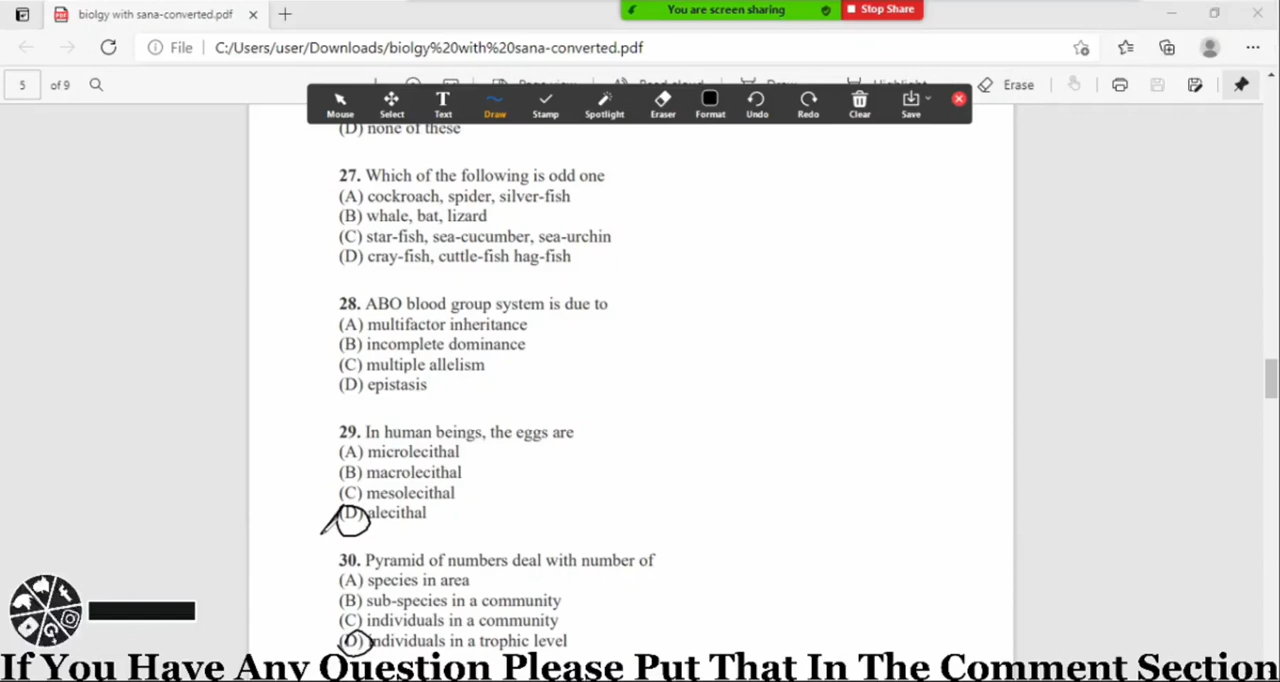 biolgy with sana-converted.pdf
You are screen sharing
Stop Share
File C:/Users/user/Downloads/biolgy%20with%20sana-converted.pdf
5 of 9
Erase
Mouse Select Text Draw Stamp Spotlight Eraser Format Undo Redo Clear Save
(D) none of these
27. Which of the following is odd one
(A) cockroach, spider, silver-fish
(B) whale, bat, lizard
(C) star-fish, sea-cucumber, sea-urchin
(D) cray-fish, cuttle-fish hag-fish
28. ABO blood group system is due to
(A) multifactor inheritance
(B) incomplete dominance
(C) multiple allelism
(D) epistasis
29. In human beings, the eggs are
(A) microlecithal
(B) macrolecithal
(C) mesolecithal
(D) alecithal
30. Pyramid of numbers deal with number of
(A) species in area
(B) sub-species in a community
(C) individuals in a community
(D) individuals in a trophic level
If You Have Any Question Please Put That In The Comment Section